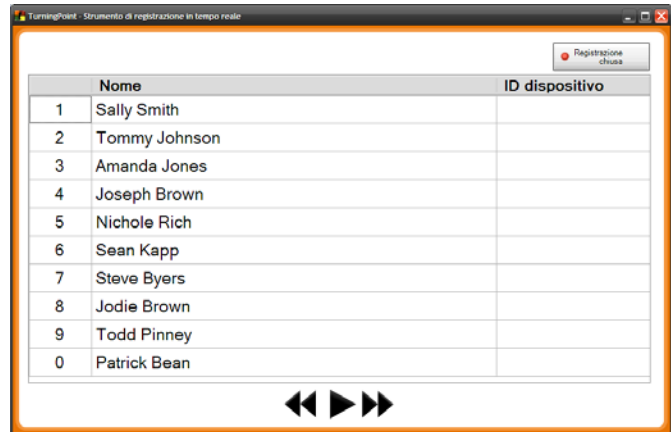 TurningPoint - Strumento di registrazione in tempo reale
Registrazione
chiusa
Nome ID dispositivo
1 Sally Smith
2 Tommy Johnson
3 Amanda Jones
4 Joseph Brown
5 Nichole Rich
6 Sean Kapp
7 Steve Byers
8 Jodie Brown
9 Todd Pinney
0 Patrick Bean